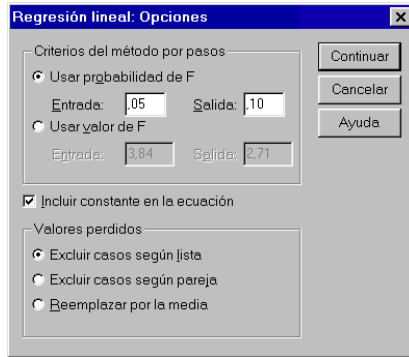 Regresión lineal: Opciones
Criterios del método por pasos
Usar probabilidad de F
Entrada: ,05 Salida: ,10
Usar valor de F
Entrada: 3,84 Salida: 2,71
Incluir constante en la ecuación
Valores perdidos
Excluir casos según lista
Excluir casos según pareja
Reemplazar por la media
Continuar
Cancelar
Ayuda